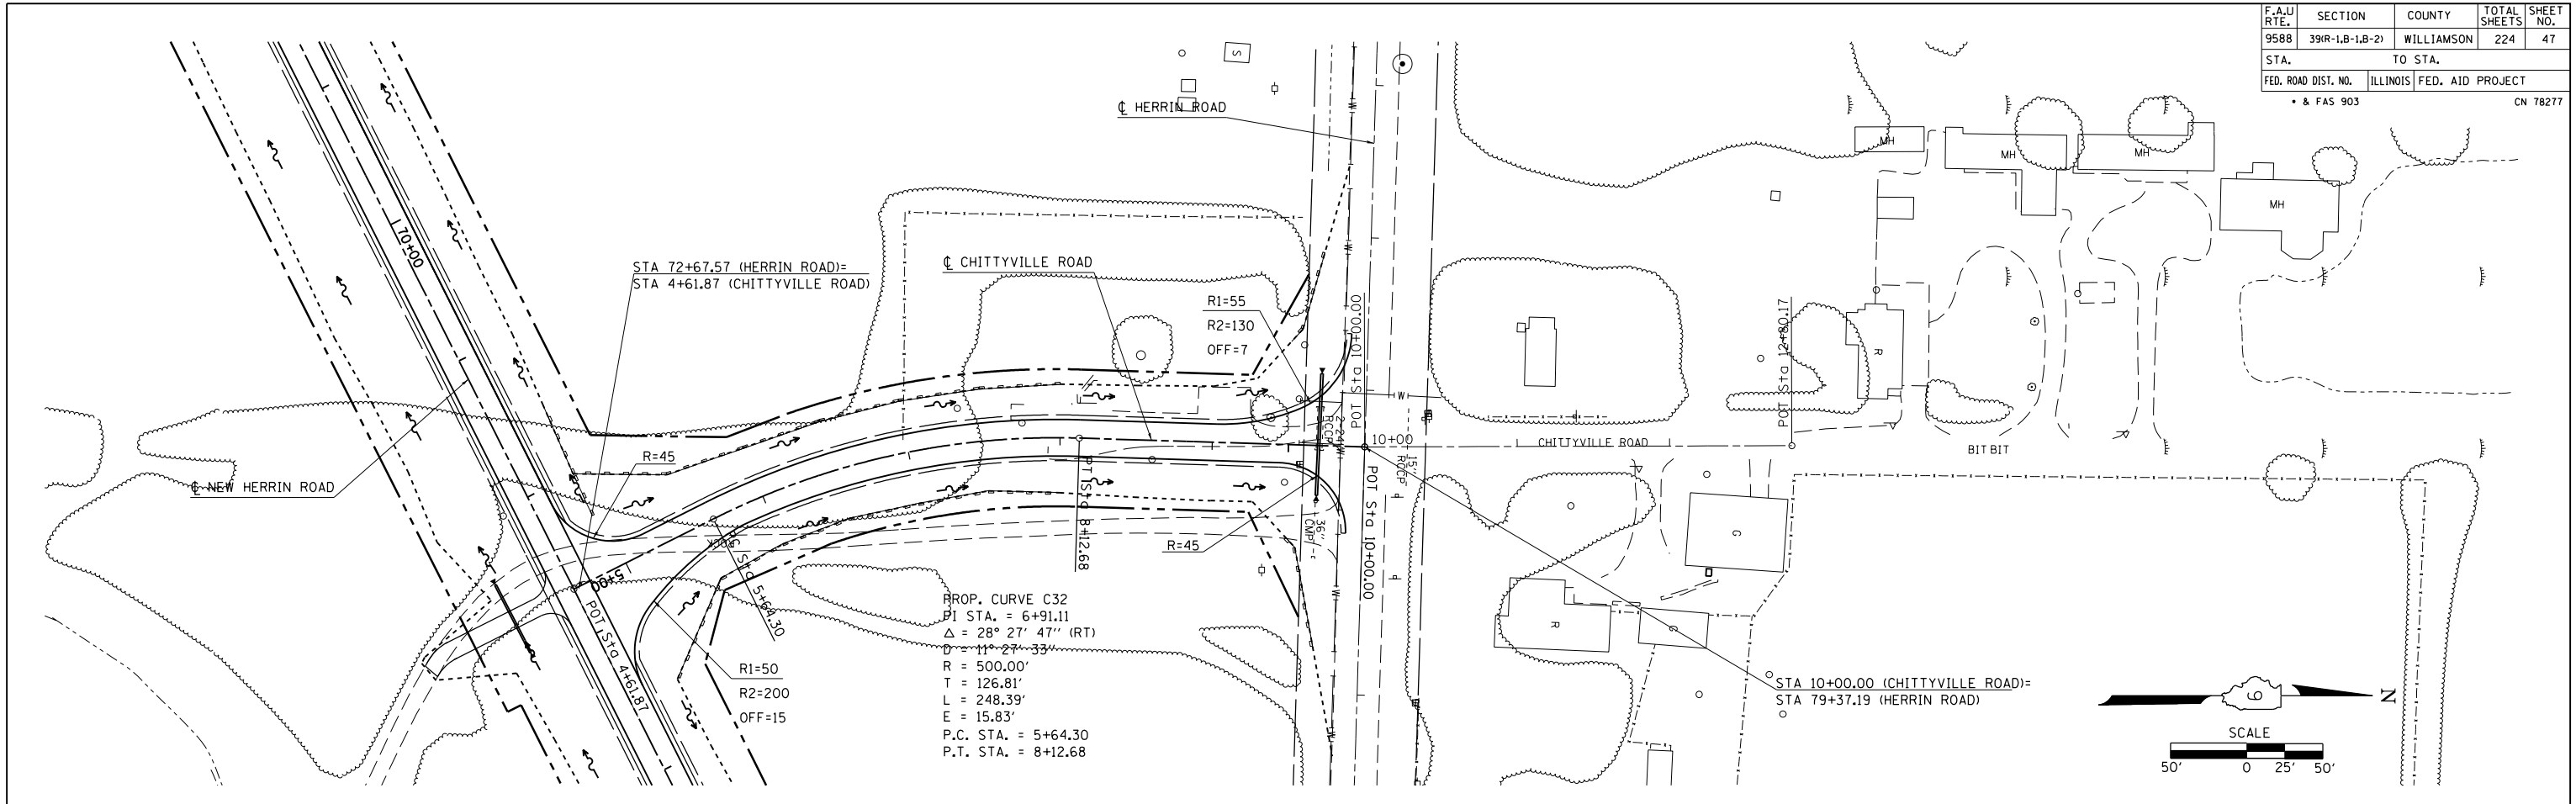 F.A.U RTE. SECTION COUNTY TOTAL SHEETS SHEET NO.
9588 39(R-1,B-1,B-2) WILLIAMSON 224 47
STA. TO STA.
FED. ROAD DIST. NO. ILLINOIS FED. AID PROJECT
• & FAS 903 CN 78277
S
℄ HERRIN ROAD
MH
MH
MH
MH
70+00
STA 72+67.57 (HERRIN ROAD)=
STA 4+61.87 (CHITTYVILLE ROAD)
℄ CHITTYVILLE ROAD
R1=55
R2=130
OFF=7
POT Sta 10+00.00
POT Sta 12+80.17
R
10+00
CHITTYVILLE ROAD
BIT BIT
R=45
℄ NEW HERRIN ROAD
PT Sta 8+12.68
POT Sta 10+00.00
15'' RCCP
36'' CMP
G
R=45
ROCK
PC Sta 5+64.30
5+00
POT Sta 4+61.87
PROP. CURVE C32
PI STA. = 6+91.11
Δ = 28° 27' 47'' (RT)
D = 11° 27' 33''
R = 500.00'
T = 126.81'
L = 248.39'
E = 15.83'
P.C. STA. = 5+64.30
P.T. STA. = 8+12.68
R1=50
R2=200
OFF=15
R
G
STA 10+00.00 (CHITTYVILLE ROAD)=
STA 79+37.19 (HERRIN ROAD)
N
SCALE
50' 0 25' 50'